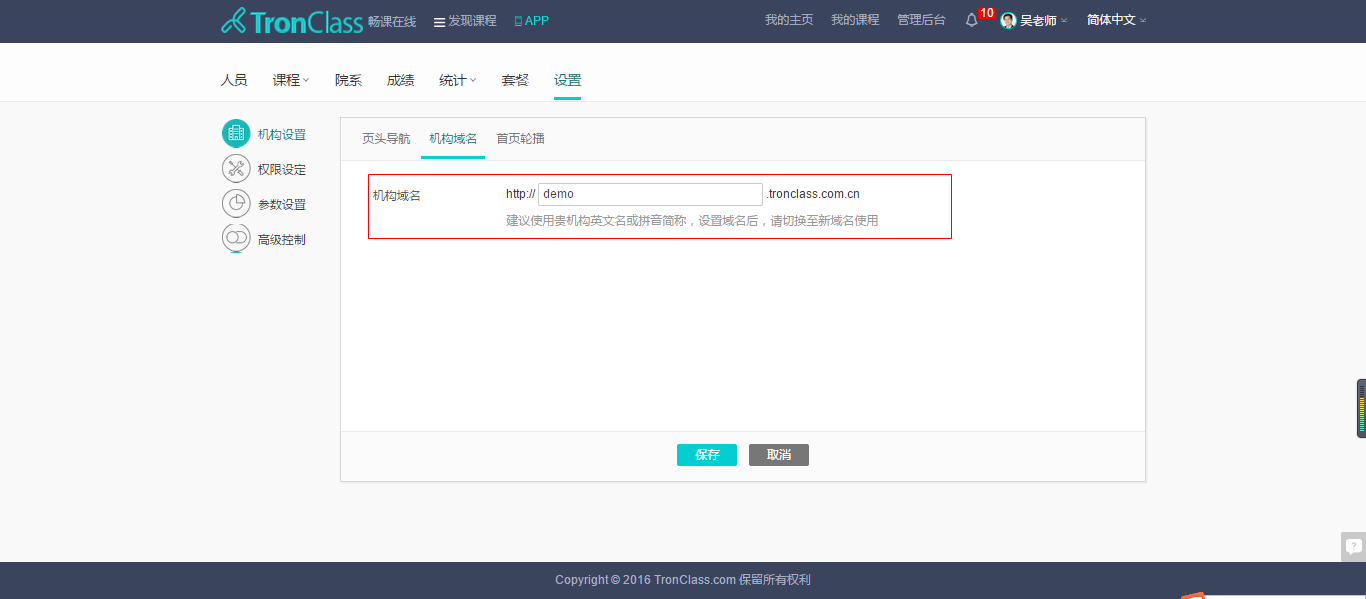 TronClass 畅课在线 发现课程 APP 我的主页 我的课程 管理后台 10 吴老师 简体中文
人员 课程 院系 成绩 统计 套餐 设置
机构设置
权限设定
参数设置
高级控制
页头导航 机构域名 首页轮播
机构域名 http:// demo .tronclass.com.cn
建议使用贵机构英文名或拼音简称，设置域名后，请切换至新域名使用
保存 取消
?
Copyright © 2016 TronClass.com 保留所有权利